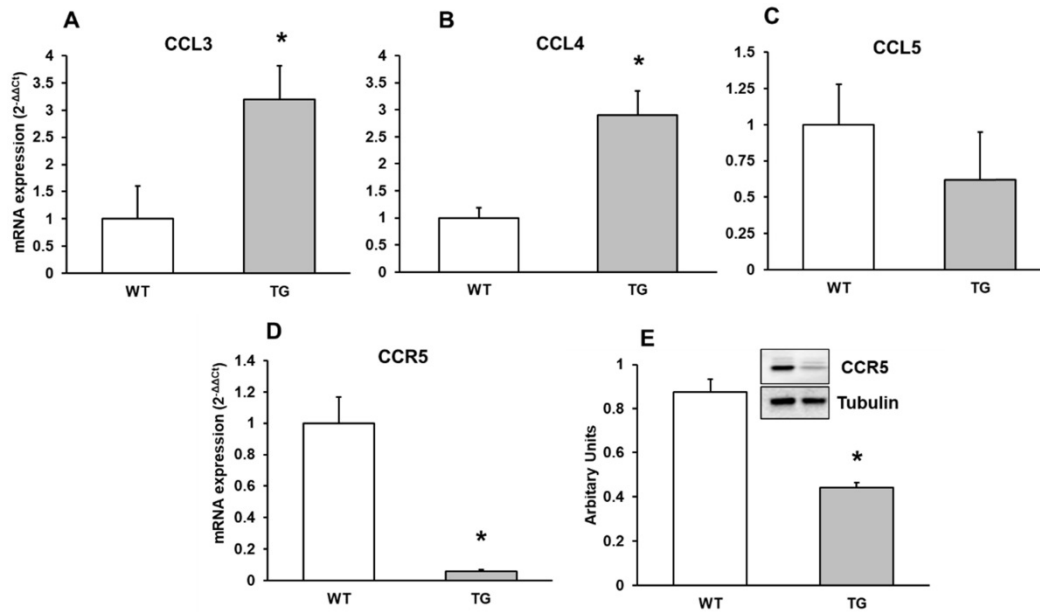 A
CCL3
mRNA expression (2-ΔΔCt)
4
3.5
3
2.5
2
1.5
1
0.5
0
*
WT TG
B
CCL4
4
3.5
3
2.5
2
1.5
1
0.5
0
*
WT TG
C
CCL5
1.5
1.25
1
0.75
0.5
0.25
0
WT TG
D
CCR5
mRNA expression (2-ΔΔCt)
1.4
1.2
1
0.8
0.6
0.4
0.2
0
*
WT TG
E
CCR5
Tubulin
Arbitary Units
1
0.8
0.6
0.4
0.2
0
*
WT TG